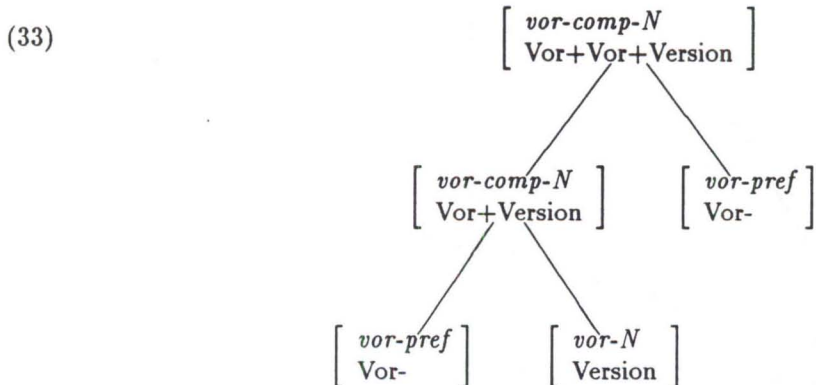 (33)
vor-comp-N
Vor+Vor+Version
vor-comp-N
Vor+Version
vor-pref
Vor-
vor-pref
Vor-
vor-N
Version